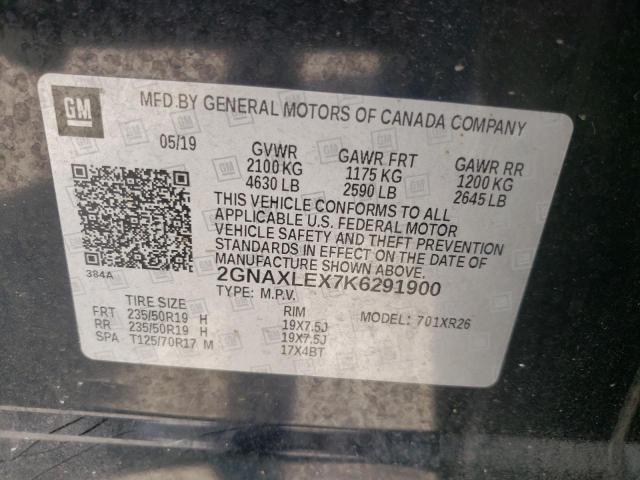 GM MFD BY GENERAL MOTORS OF CANADA COMPANY
05/19 GVWR GAWR FRT GAWR RR
2100 KG 1175 KG 1200 KG
4630 LB 2590 LB 2645 LB
THIS VEHICLE CONFORMS TO ALL
APPLICABLE U.S. FEDERAL MOTOR
VEHICLE SAFETY AND THEFT PREVENTION
STANDARDS IN EFFECT ON THE DATE OF
MANUFACTURE SHOWN ABOVE.
384A 2GNAXLEX7K6291900
TYPE: M.P.V.
TIRE SIZE RIM MODEL: 701XR26
FRT 235/50R19 H 19X7.5J
RR 235/50R19 H 19X7.5J
SPA T125/70R17 M 17X4BT